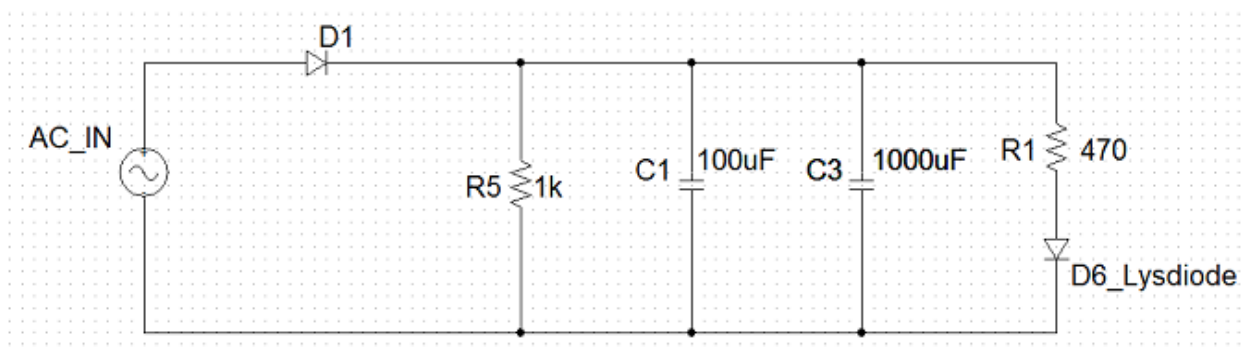 D1
AC_IN
R5 1k
C1 100uF
C3 1000uF
R1 470
D6_Lysdiode